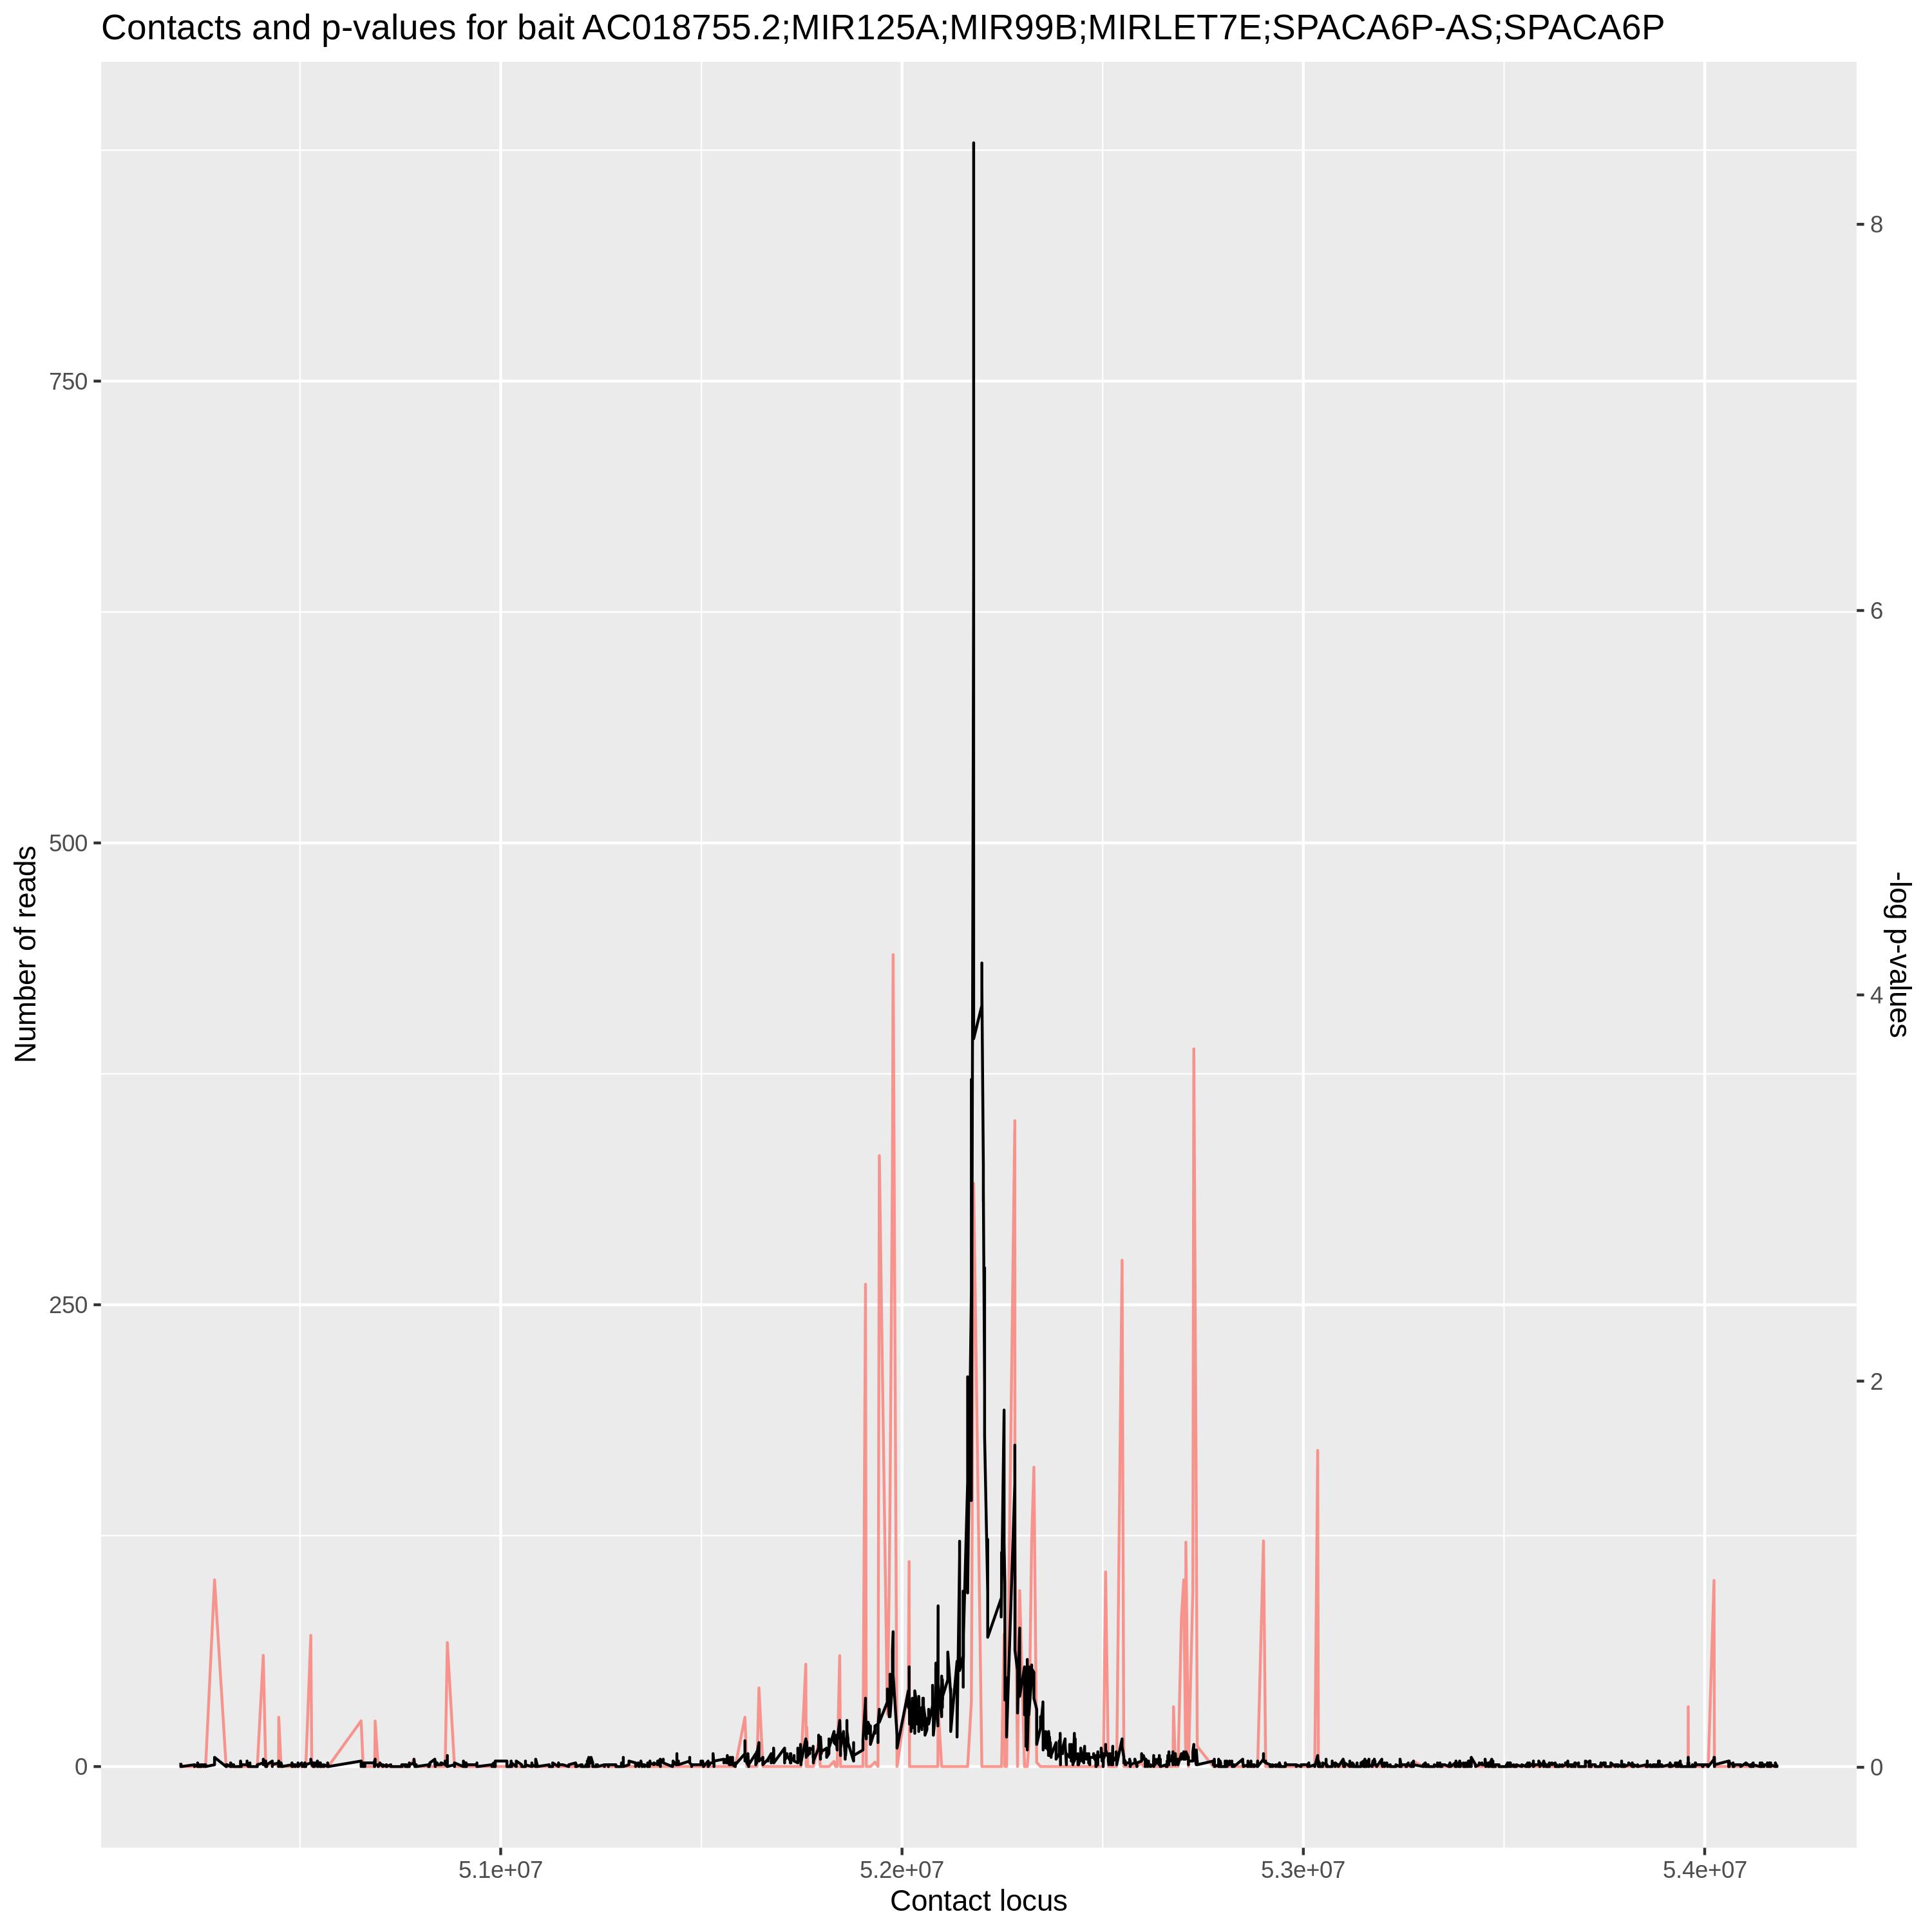 Contacts and p-values for bait AC018755.2;MIR125A;MIR99B;MIRLET7E;SPACA6P-AS;SPACA6P
Number of reads
750
500
250
0
8
6
4
2
0
-log p-values
5.1e+07 5.2e+07 5.3e+07 5.4e+07
Contact locus